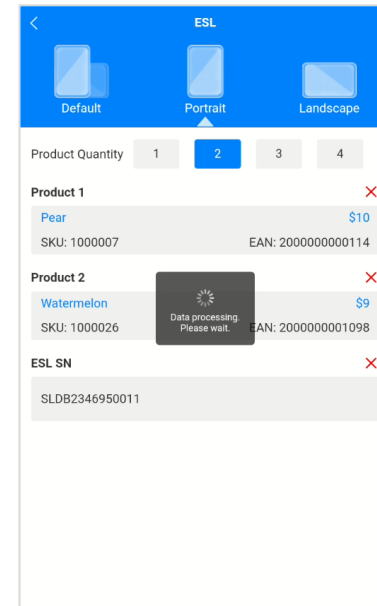 ESL
Default Portrait Landscape
Product Quantity 1 2 3 4
Product 1
Pear $10
SKU: 1000007 EAN: 2000000000114
Product 2
Watermelon $9
SKU: 1000026 EAN: 2000000001098
Data processing.
Please wait.
ESL SN
SLDB2346950011